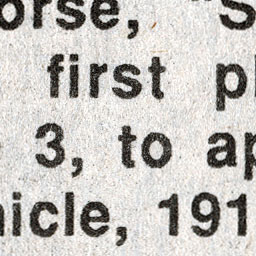 orse, "S
first p
3, to ap
nicle, 191